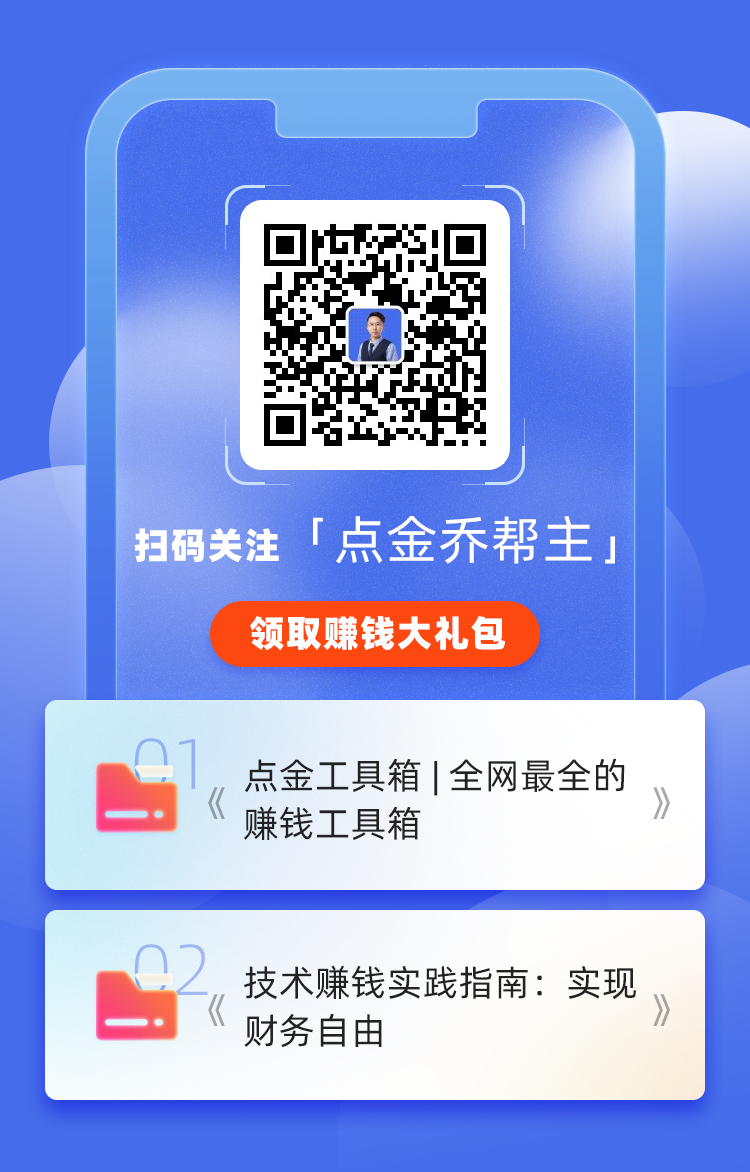 扫码关注「点金乔帮主」
领取赚钱大礼包
01
《点金工具箱 | 全网最全的
赚钱工具箱》
02
《技术赚钱实践指南：实现
财务自由》